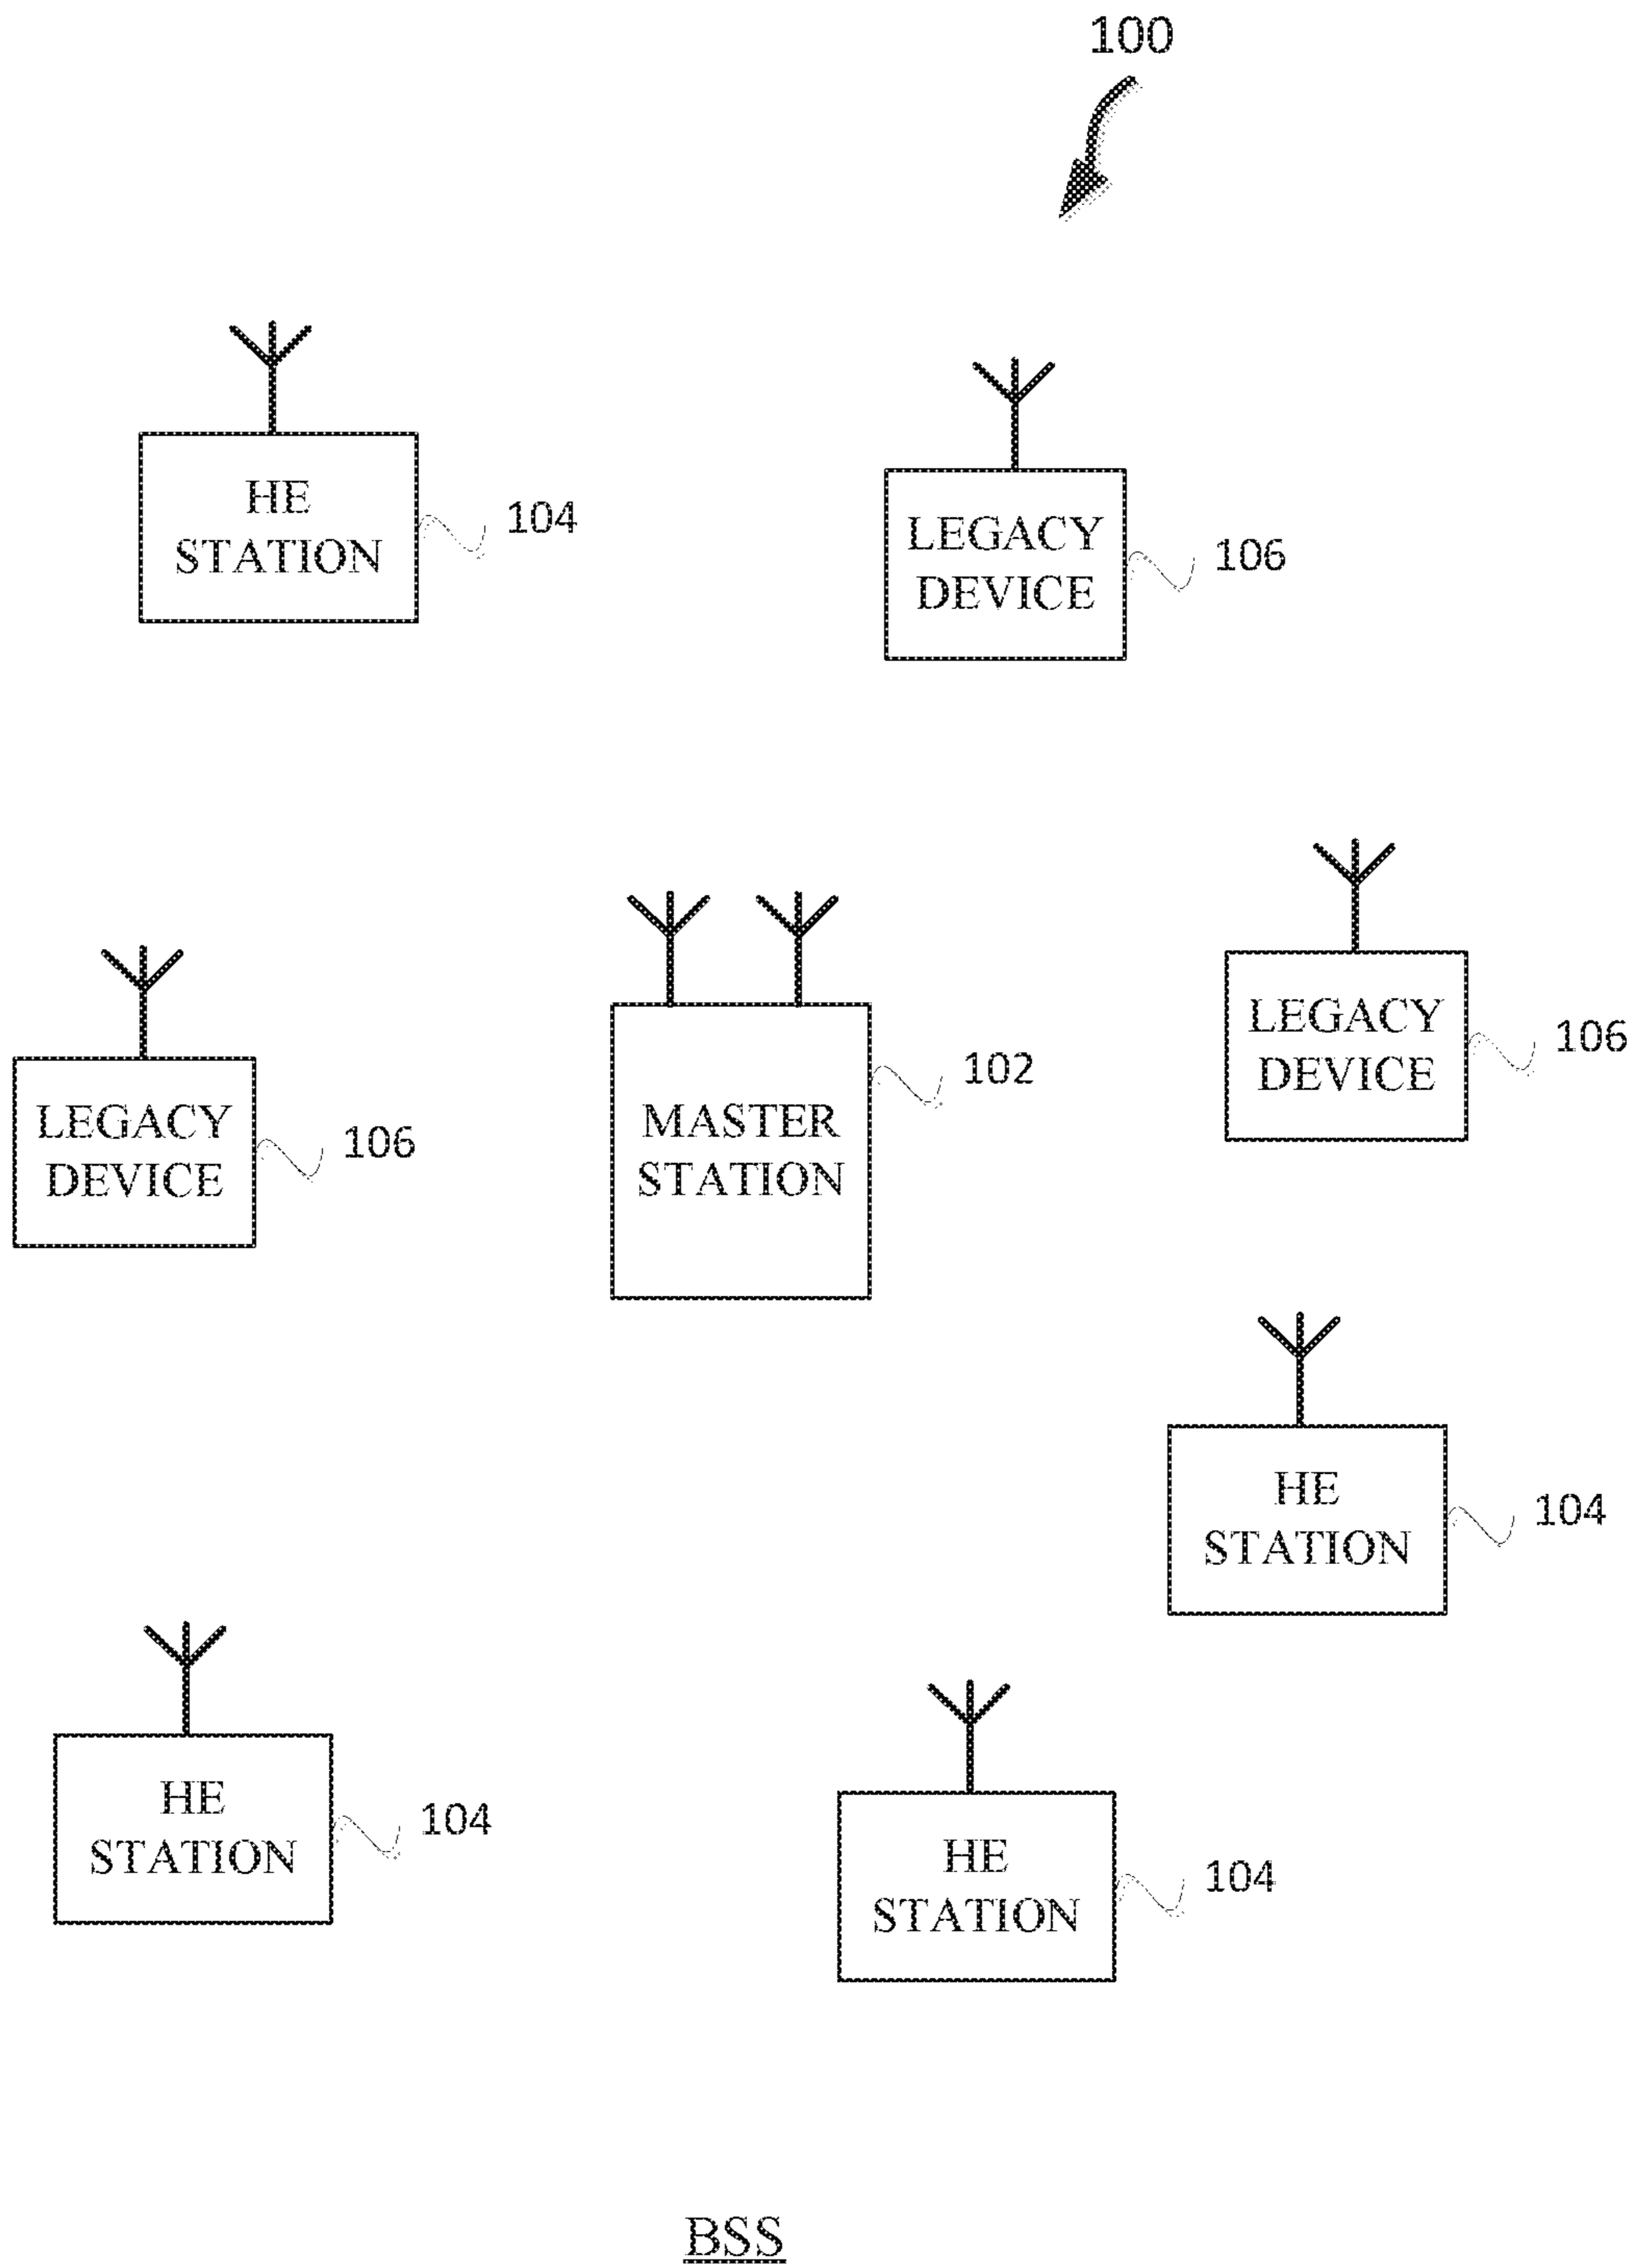 100
HE
STATION
104
LEGACY
DEVICE
106
LEGACY
DEVICE
106
MASTER
STATION
102
LEGACY
DEVICE
106
HE
STATION
104
HE
STATION
104
HE
STATION
104
BSS